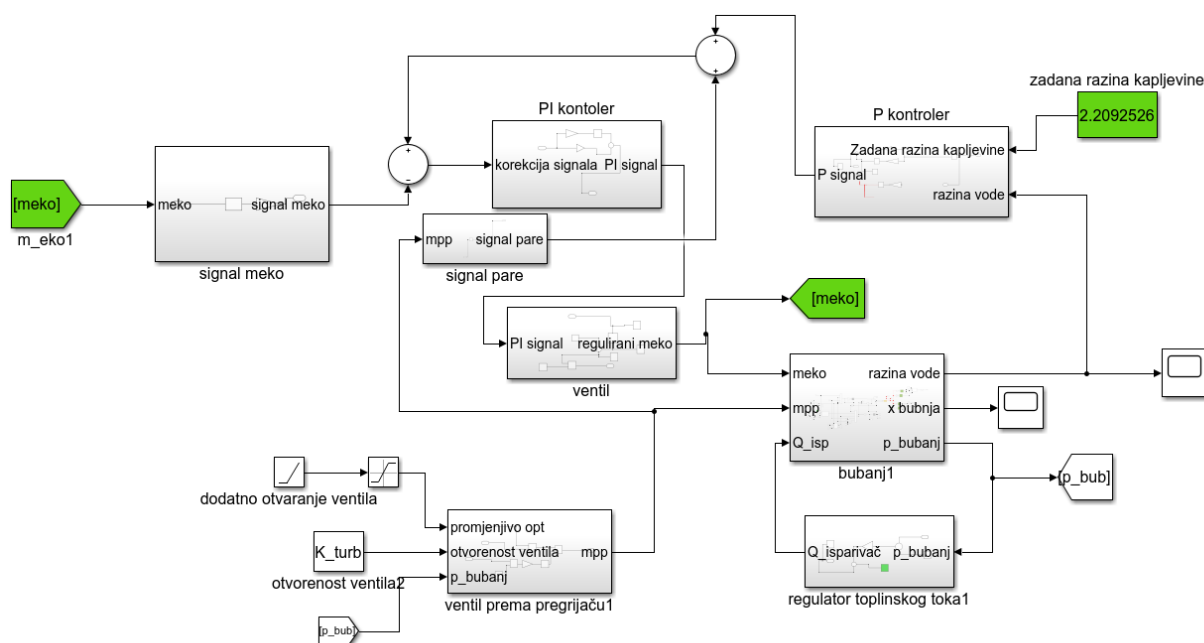 zadana razina kapljevine
2.2092526
PI kontoler
korekcija signala PI signal
P kontroler
Zadana razina kapljevine
P signal
razina vode
[meko]
m_eko1
meko signal meko
signal meko
mpp signal pare
signal pare
[meko]
PI signal regulirani meko
ventil
meko razina vode
mpp x bubnja
Q_isp p_bubanj
bubanj1
[p_bub]
dodatno otvaranje ventila
promjenjivo opt
K_turb
otvorenost ventila mpp
p_bubanj
otvorenost ventila2
ventil prema pregrijaču1
[p_bub]
Q_isparivač p_bubanj
regulator toplinskog toka1